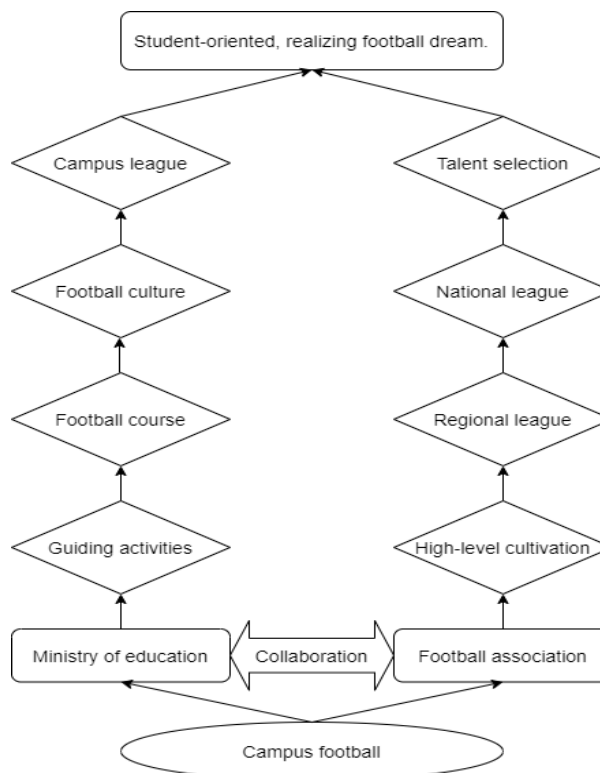 Student-oriented, realizing football dream.
Campus league
Talent selection
Football culture
National league
Football course
Regional league
Guiding activities
High-level cultivation
Ministry of education
Collaboration
Football association
Campus football